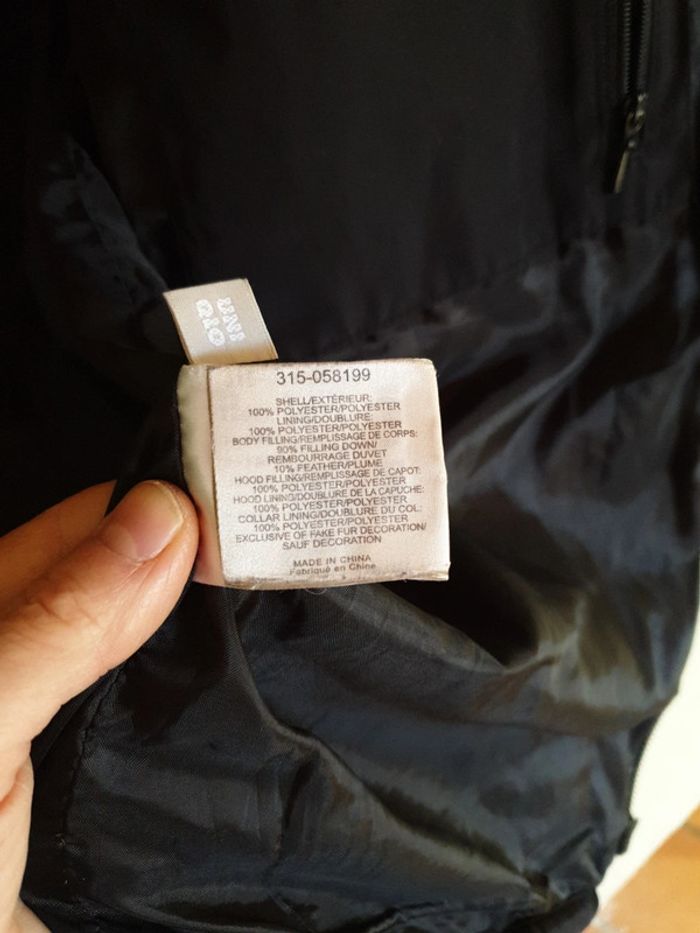 UNI
QLO
315-058199
SHELL/EXTÉRIEUR:
100% POLYESTER/POLYESTER
LINING/DOUBLURE:
100% POLYESTER/POLYESTER
BODY FILLING/REMPLISSAGE DE CORPS:
90% FILLING DOWN/
REMBOURRAGE DUVET
10% FEATHER/PLUME
HOOD FILLING/REMPLISSAGE DE CAPOT:
100% POLYESTER/POLYESTER
HOOD LINING/DOUBLURE DE LA CAPUCHE:
100% POLYESTER/POLYESTER
COLLAR LINING/DOUBLURE DU COL:
100% POLYESTER/POLYESTER
EXCLUSIVE OF FAKE FUR DECORATION/
SAUF DECORATION
MADE IN CHINA
Fabriqué en Chine